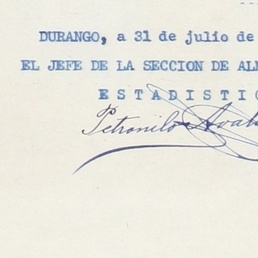 DURANGO, a 31 de julio de
EL JEFE DE LA SECCION DE AL
ESTADISTIC
Petronilo